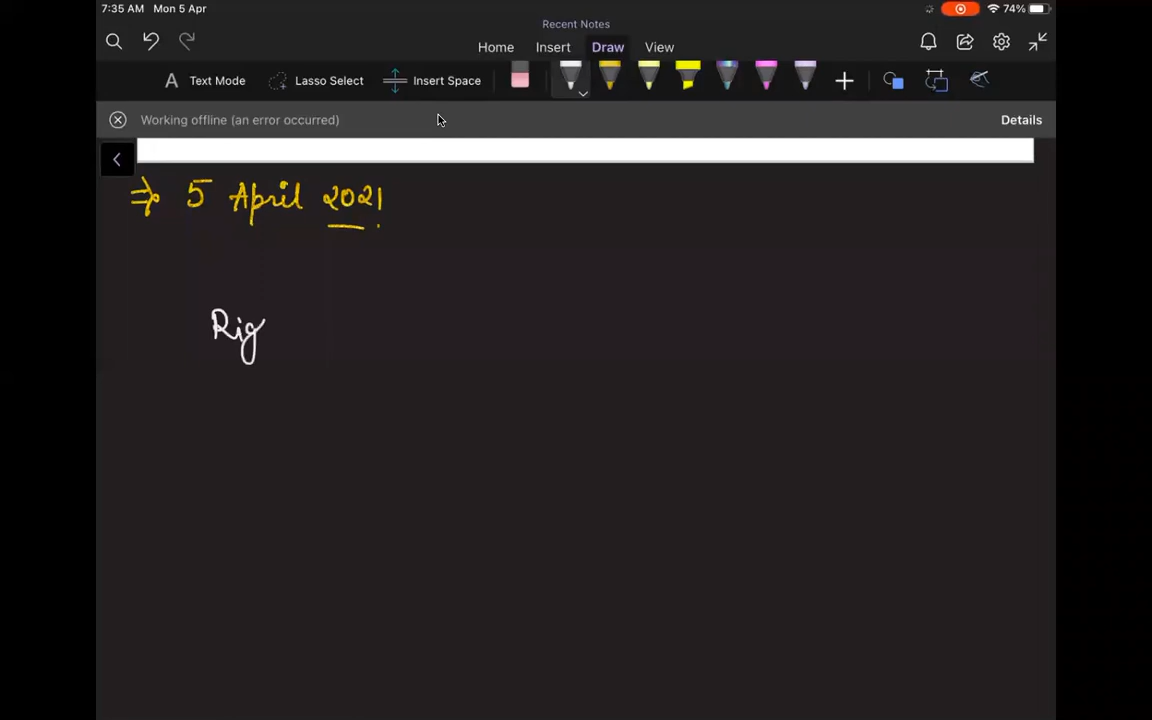 7:35 AM Mon 5 Apr 74%
Recent Notes
Home Insert Draw View
Text Mode Lasso Select Insert Space
Working offline (an error occurred) Details
⇒ 5 April 2021
Rig